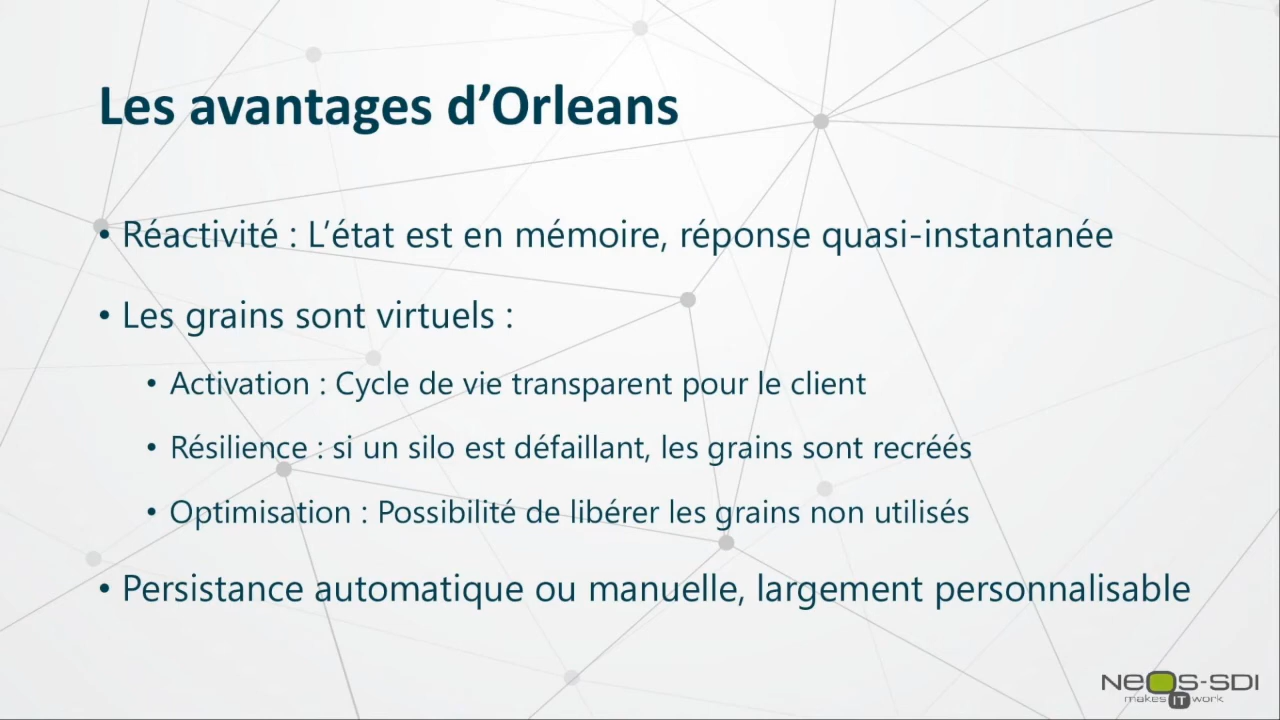 Les avantages d’Orleans
• Réactivité : L’état est en mémoire, réponse quasi-instantanée
• Les grains sont virtuels :
• Activation : Cycle de vie transparent pour le client
• Résilience : si un silo est défaillant, les grains sont recréés
• Optimisation : Possibilité de libérer les grains non utilisés
• Persistance automatique ou manuelle, largement personnalisable
NeOS-SDI
makes IT work